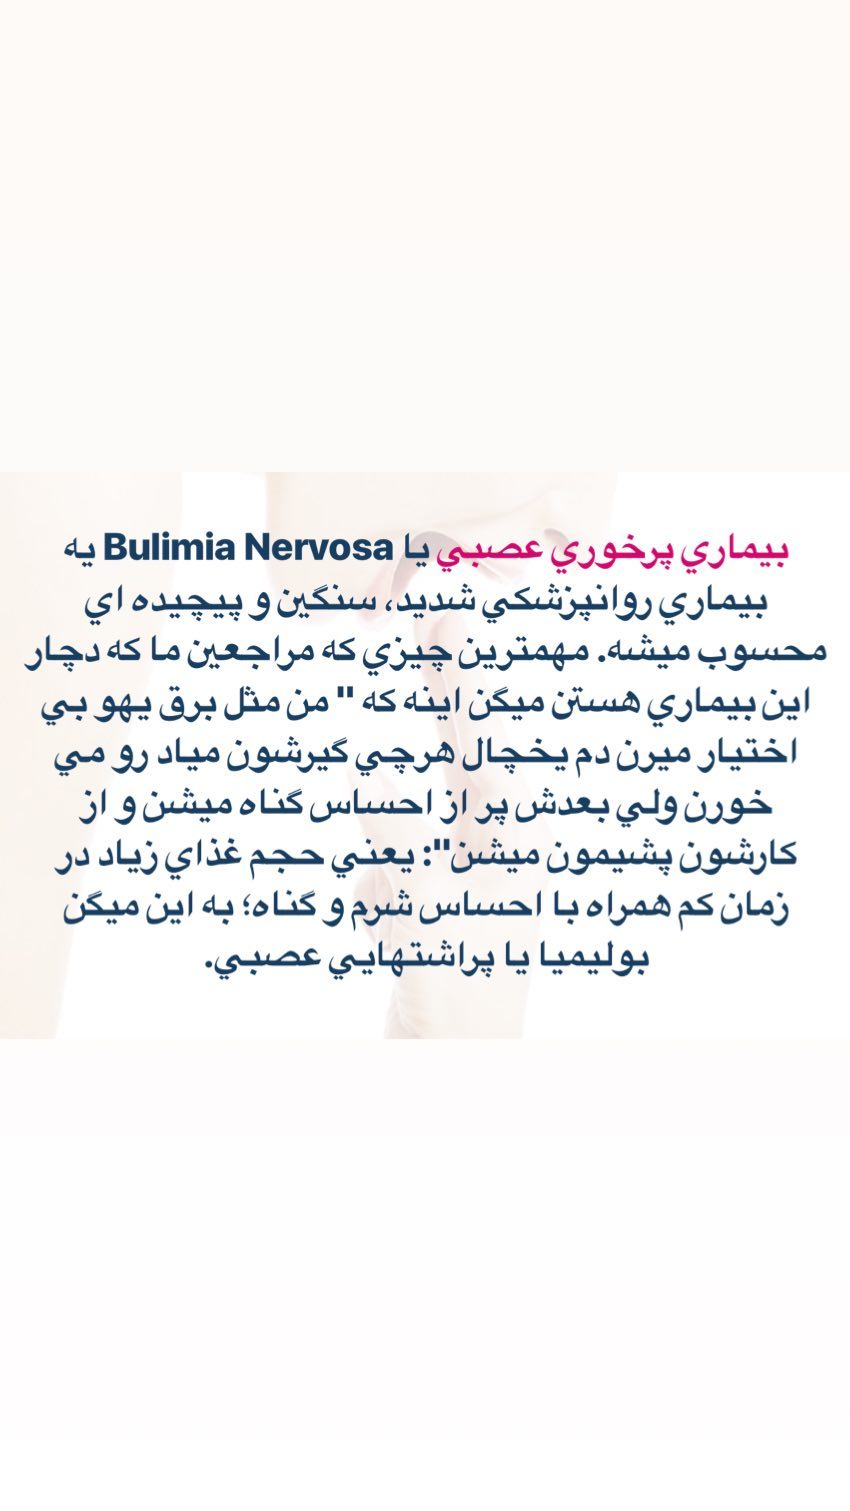 بيماري پرخوري عصبي یا Bulimia Nervosa یه
بيماري روانپزشكي شديد، سنگين و پيچيده اي
محسوب ميشه. مهمترين چيزي كه مراجعين ما كه دچار
اين بيماري هستن ميگن اينه كه " من مثل برق يهو بي
اختيار ميرن دم يخچال هرچي گيرشون مياد رو مي
خورن ولي بعدش پر از احساس گناه ميشن و از
كارشون پشيمون ميشن": يعني حجم غذاي زياد در
زمان كم همراه با احساس شرم و گناه؛ به اين ميگن
بوليميا يا پراشتهايي عصبي.